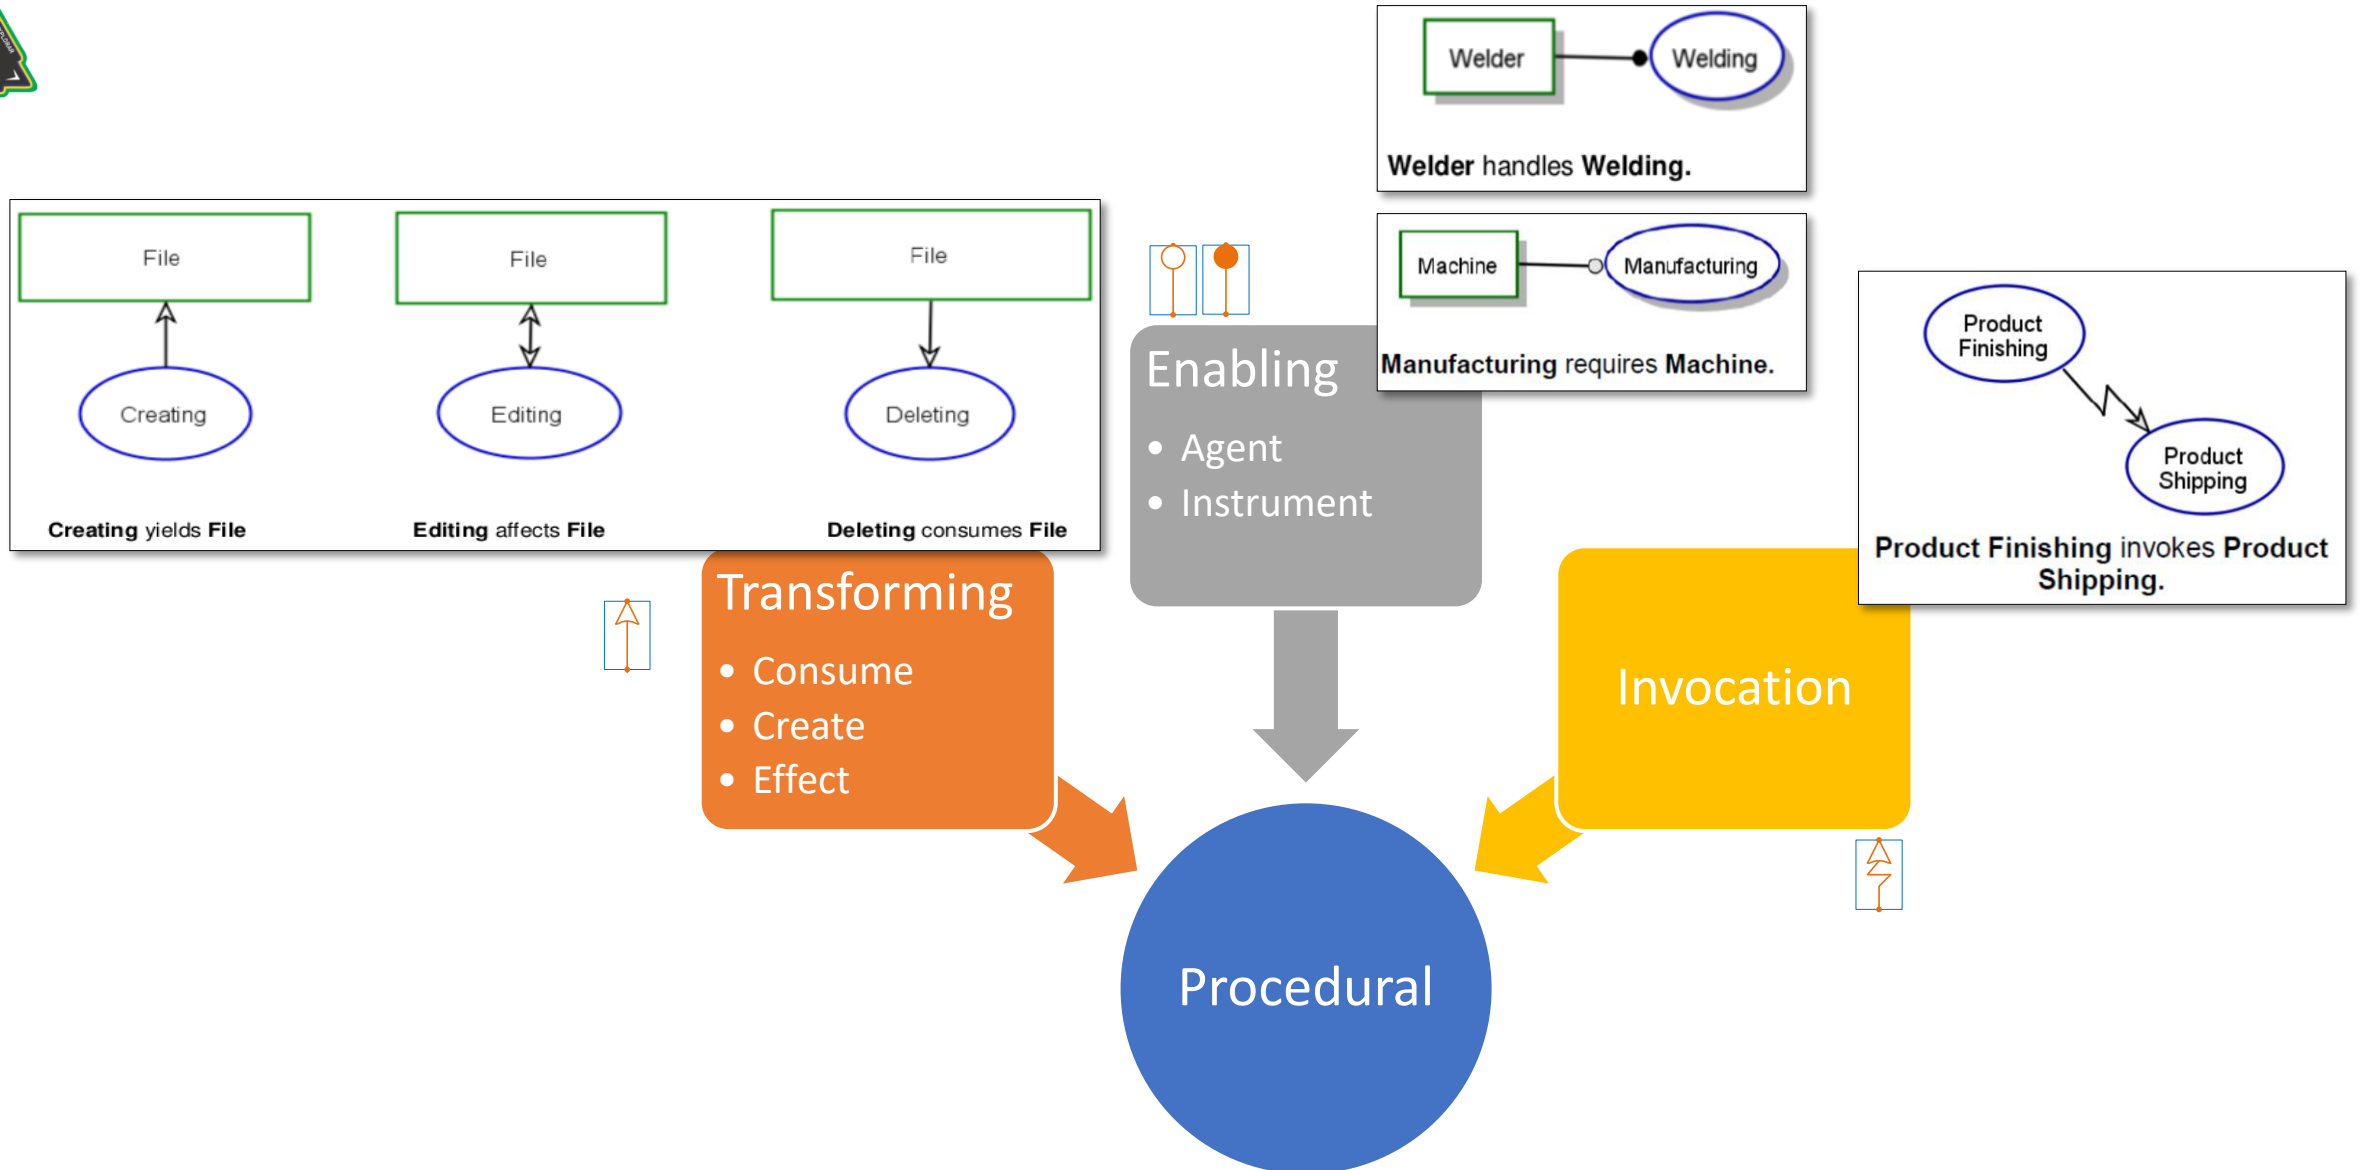 Welder
Welding
Welder handles Welding.
File
File
File
Creating
Editing
Deleting
Creating yields File
Editing affects File
Deleting consumes File
Machine
Manufacturing
Manufacturing requires Machine.
Enabling
• Agent
• Instrument
Product
Finishing
Product
Shipping
Product Finishing invokes Product
Shipping.
Transforming
• Consume
• Create
• Effect
Invocation
Procedural